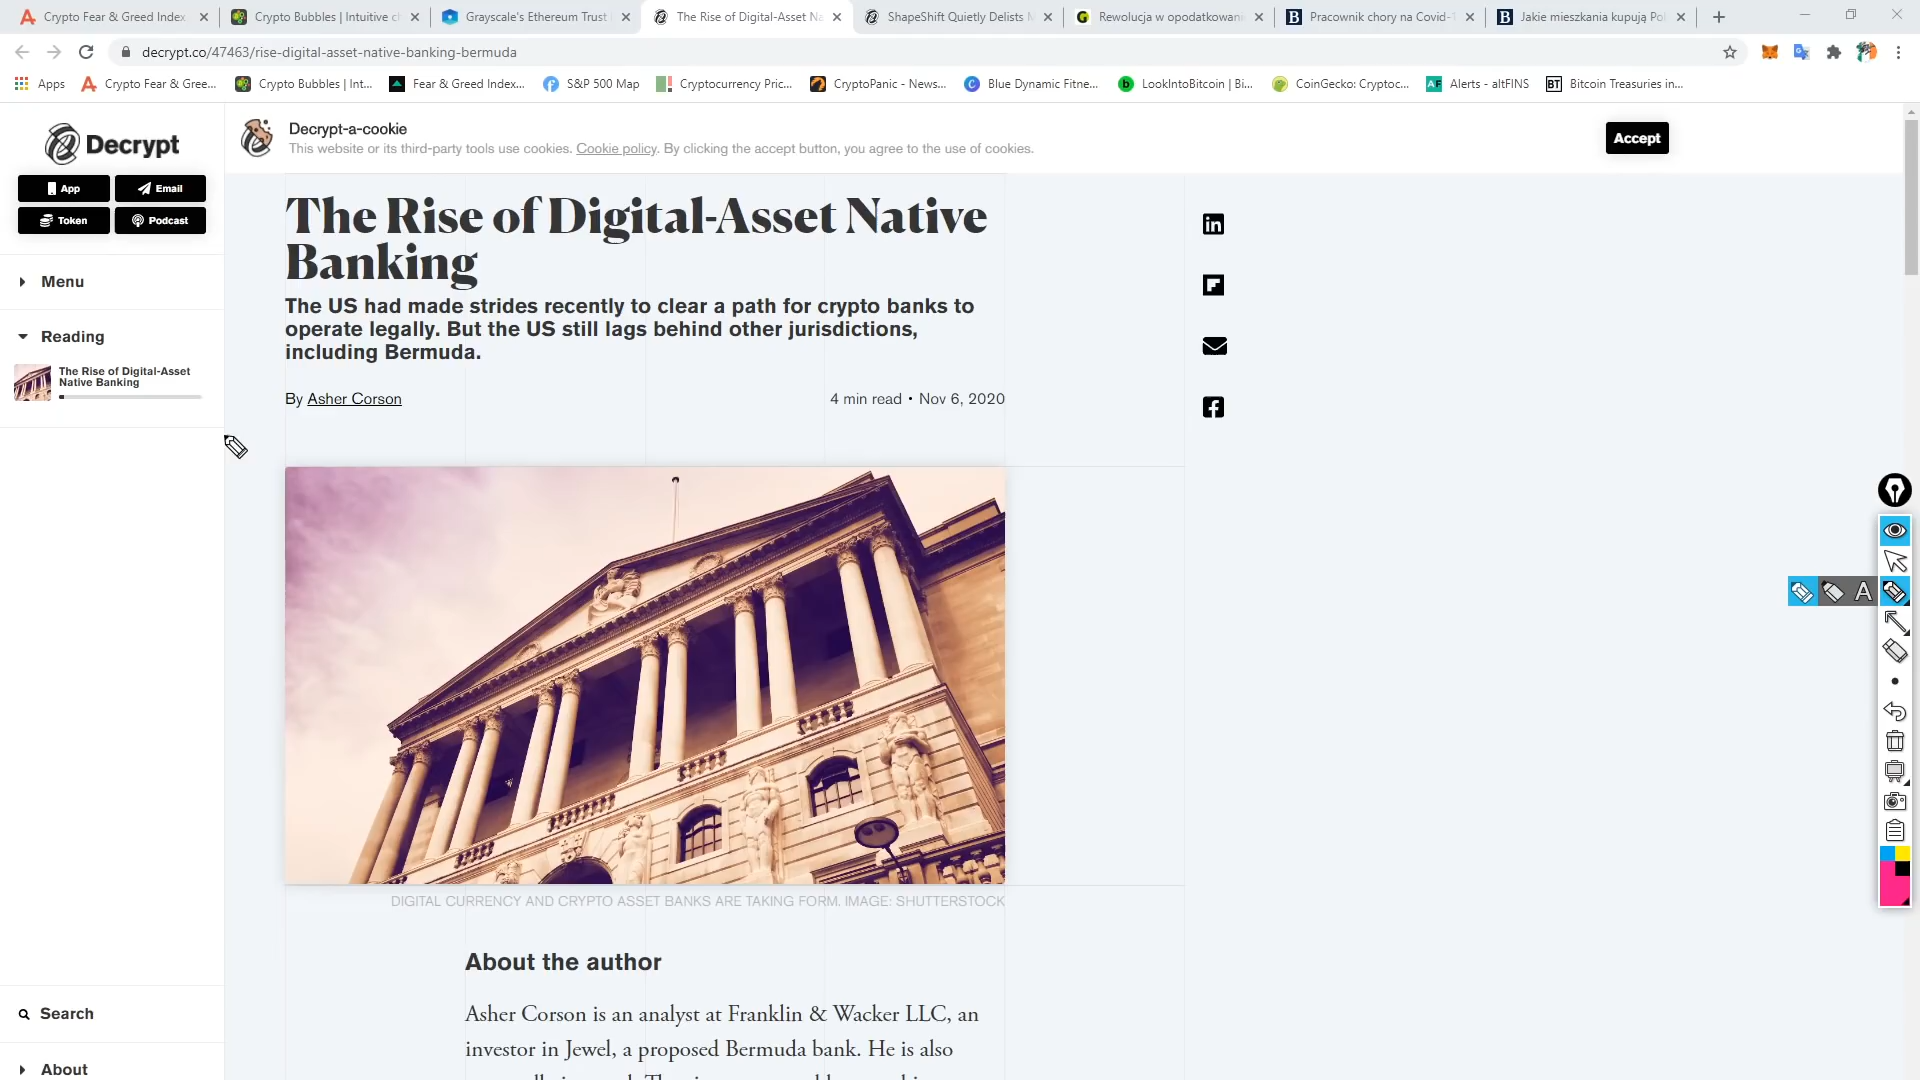 Crypto Fear & Greed Index
Crypto Bubbles | Intuitive
Grayscale's Ethereum Trust
The Rise of Digital-Asset Na
ShapeShift Quietly Delists
Rewolucja w opodatkowani
Pracownik chory na Covid-
Jakie mieszkania kupują Pol
decrypt.co/47463/rise-digital-asset-native-banking-bermuda
Apps
Crypto Fear & Gree...
Crypto Bubbles | Int...
Fear & Greed Index...
S&P 500 Map
Cryptocurrency Pric...
CryptoPanic - News...
Blue Dynamic Fitne...
LookIntoBitcoin | Bi...
CoinGecko: Cryptoc...
AF
Alerts - altFINS
BT
Bitcoin Treasuries in...
Decrypt
App
Email
Token
Podcast
Menu
Reading
The Rise of Digital-Asset
Native Banking
Search
About
Decrypt-a-cookie
This website or its third-party tools use cookies. Cookie policy. By clicking the accept button, you agree to the use of cookies.
Accept
The Rise of Digital-Asset Native
Banking
The US had made strides recently to clear a path for crypto banks to
operate legally. But the US still lags behind other jurisdictions,
including Bermuda.
By Asher Corson
4 min read • Nov 6, 2020
DIGITAL CURRENCY AND CRYPTO ASSET BANKS ARE TAKING FORM. IMAGE: SHUTTERSTOCK
About the author
Asher Corson is an analyst at Franklin & Wacker LLC, an
investor in Jewel, a proposed Bermuda bank. He is also
A